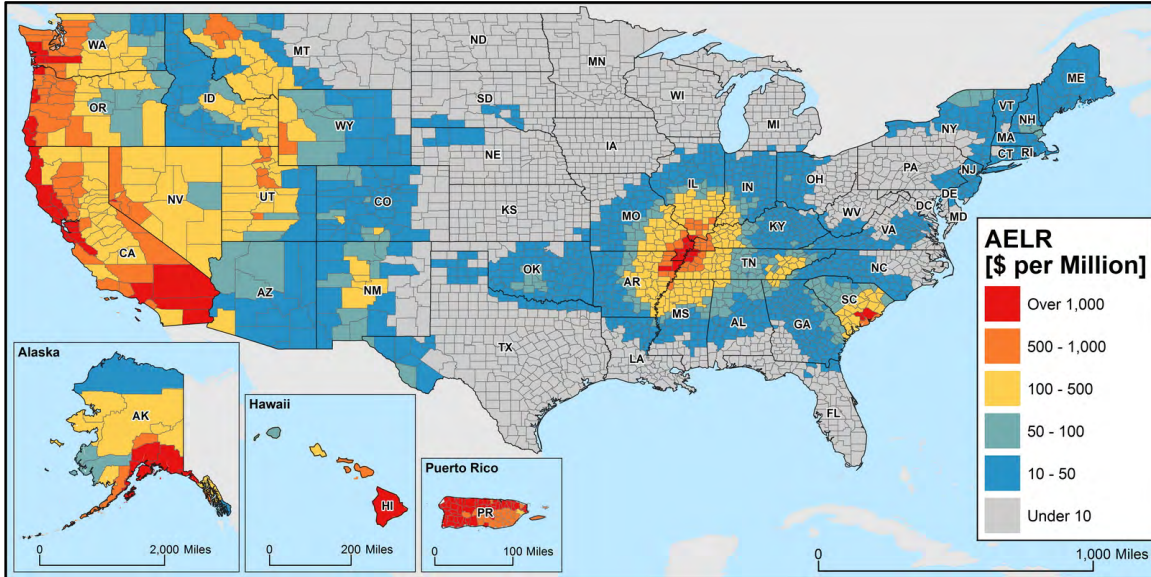 WA
MT
ND
MN
ME
OR
ID
SD
WI
MI
VT
NH
NY
MA
CT
RI
WY
NE
IA
PA
NJ
NV
UT
CO
KS
MO
IL
IN
OH
WV
DE
DC
MD
VA
CA
KY
AZ
NM
OK
AR
TN
NC
SC
TX
LA
MS
AL
GA
FL
AELR
[$ per Million]
Over 1,000
500 - 1,000
100 - 500
50 - 100
10 - 50
Under 10
Alaska
AK
0
2,000 Miles
Hawaii
HI
0
200 Miles
Puerto Rico
PR
0
100 Miles
0
1,000 Miles